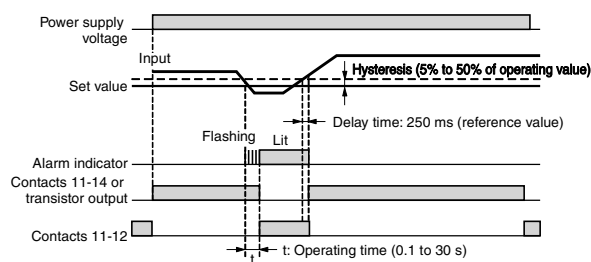 Power supply
voltage
Input
Hysteresis (5% to 50% of operating value)
Set value
Delay time: 250 ms (reference value)
Flashing
Lit
Alarm indicator
Contacts 11-14 or
transistor output
Contacts 11-12
t
t: Operating time (0.1 to 30 s)